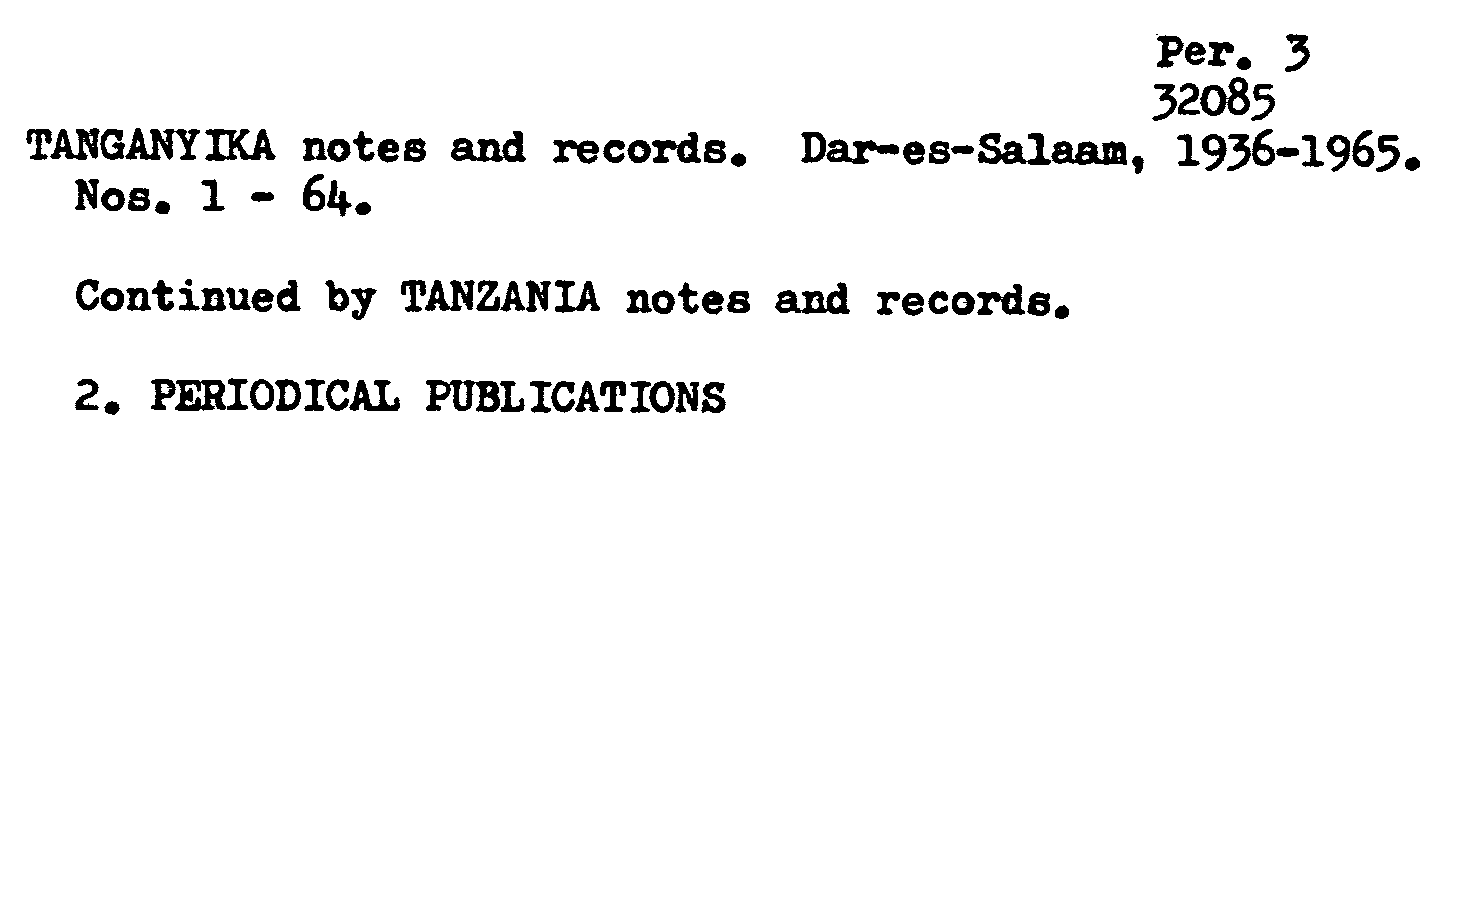 Per. 3
32085
TANGANYIKA notes and records. Dar-es-Salaam, 1936-1965.
Nos. 1 - 64.
Continued by TANZANIA notes and records.
2. PERIODICAL PUBLICATIONS